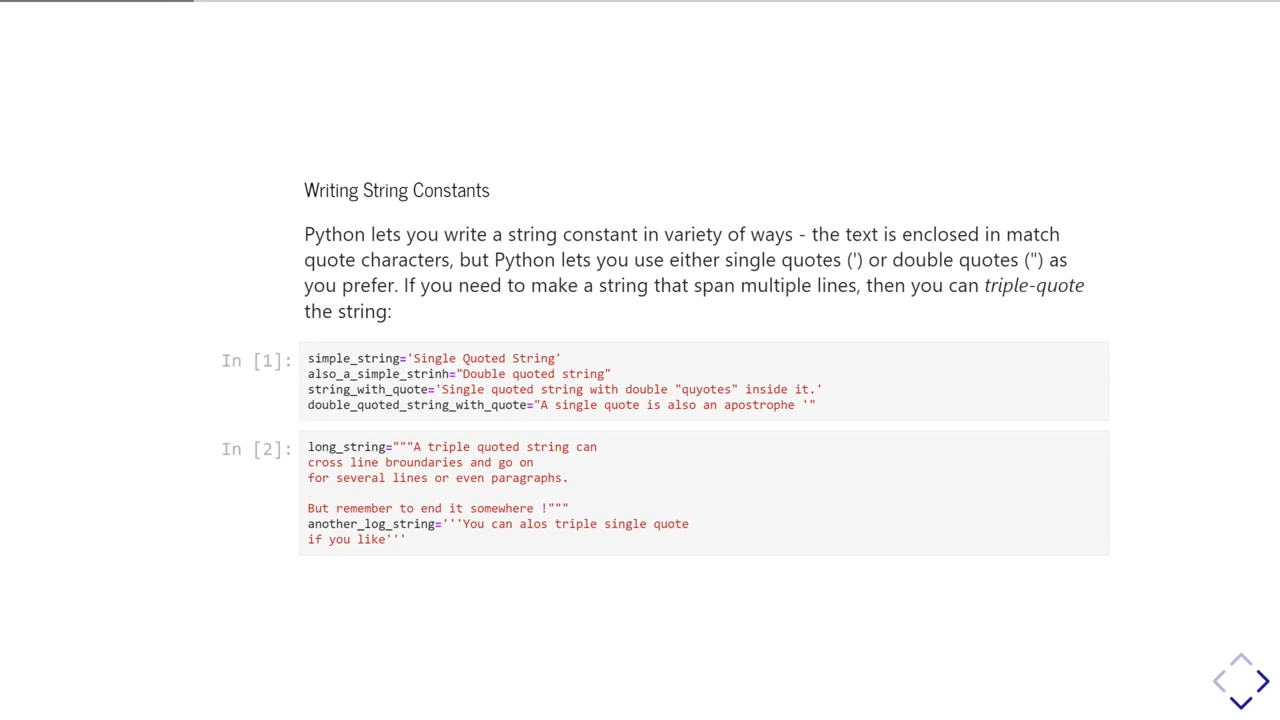 Writing String Constants
Python lets you write a string constant in variety of ways - the text is enclosed in match
quote characters, but Python lets you use either single quotes (') or double quotes (") as
you prefer. If you need to make a string that span multiple lines, then you can triple-quote
the string:
In [1]:
simple_string='Single Quoted String'
also_a_simple_strinh="Double quoted string"
string_with_quote='Single quoted string with double "quyotes" inside it.'
double_quoted_string_with_quote="A single quote is also an apostrophe '"
In [2]:
long_string="""A triple quoted string can
cross line broundaries and go on
for several lines or even paragraphs.
But remember to end it somewhere !"""
another_log_string='''You can alos triple single quote
if you like'''